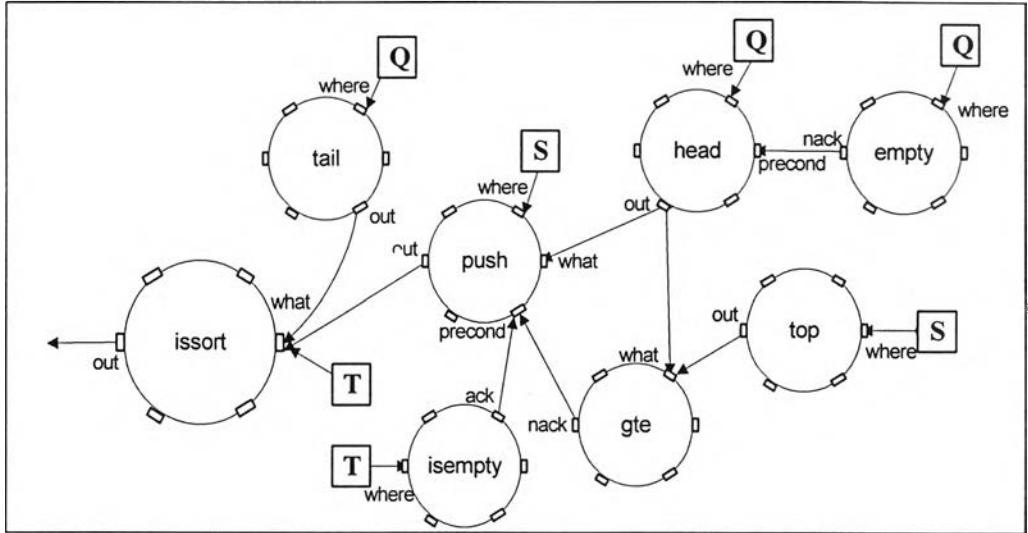 Q
Q
Q
where
where
where
tail
S
head
nack
empty
precond
where
out
out
out
push
what
what
precond
out
top
S
where
issort
out
T
what
ack
nack
gte
T
isempty
where